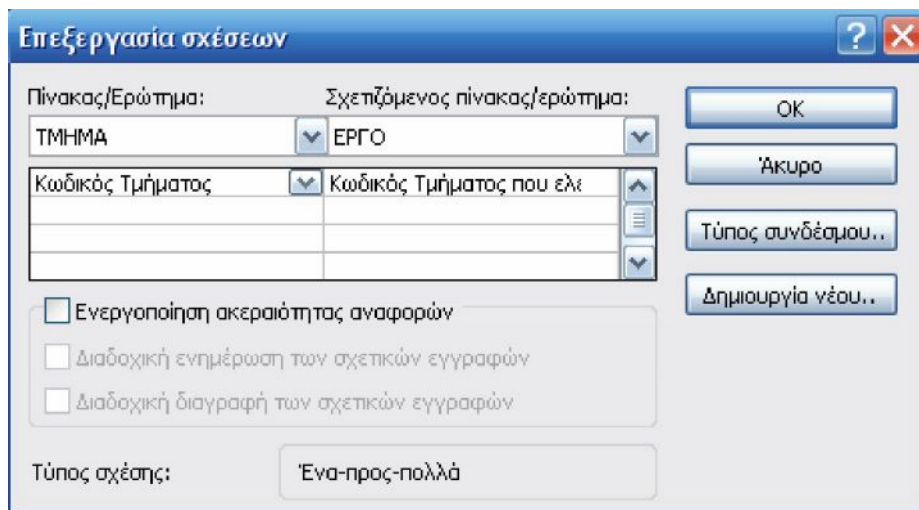 Επεξεργασία σχέσεων
Πίνακας/Ερώτημα: Σχετιζόμενος πίνακας/ερώτημα:
ΤΜΗΜΑ ΕΡΓΟ
Κωδικός Τμήματος Κωδικός Τμήματος που ελε
Ενεργοποίηση ακεραιότητας αναφορών
Διαδοχική ενημέρωση των σχετικών εγγραφών
Διαδοχική διαγραφή των σχετικών εγγραφών
Τύπος σχέσης: Ένα-προς-πολλά
OK
Άκυρο
Τύπος συνδέσμου..
Δημιουργία νέου..